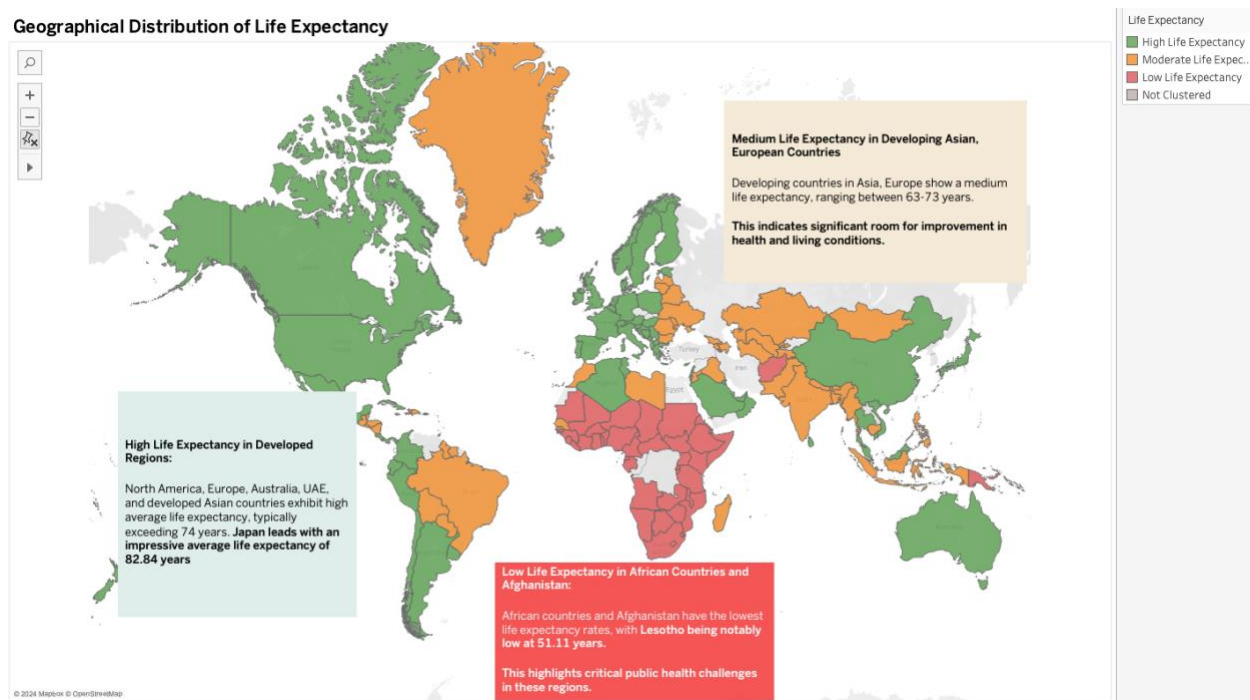 Geographical Distribution of Life Expectancy
Life Expectancy
High Life Expectancy
Moderate Life Expec...
Low Life Expectancy
Not Clustered
Medium Life Expectancy in Developing Asian,
European Countries
Developing countries in Asia, Europe show a medium
life expectancy, ranging between 63-73 years.
This indicates significant room for improvement in
health and living conditions.
Turkey
Iran
Egypt
High Life Expectancy in Developed
Regions:
North America, Europe, Australia, UAE,
and developed Asian countries exhibit high
average life expectancy, typically
exceeding 74 years. Japan leads with an
impressive average life expectancy of
82.84 years
Low Life Expectancy in African Countries and
Afghanistan:
African countries and Afghanistan have the lowest
life expectancy rates, with Lesotho being notably
low at 51.11 years.
This highlights critical public health challenges
in these regions.
© 2024 Mapbox © OpenStreetMap